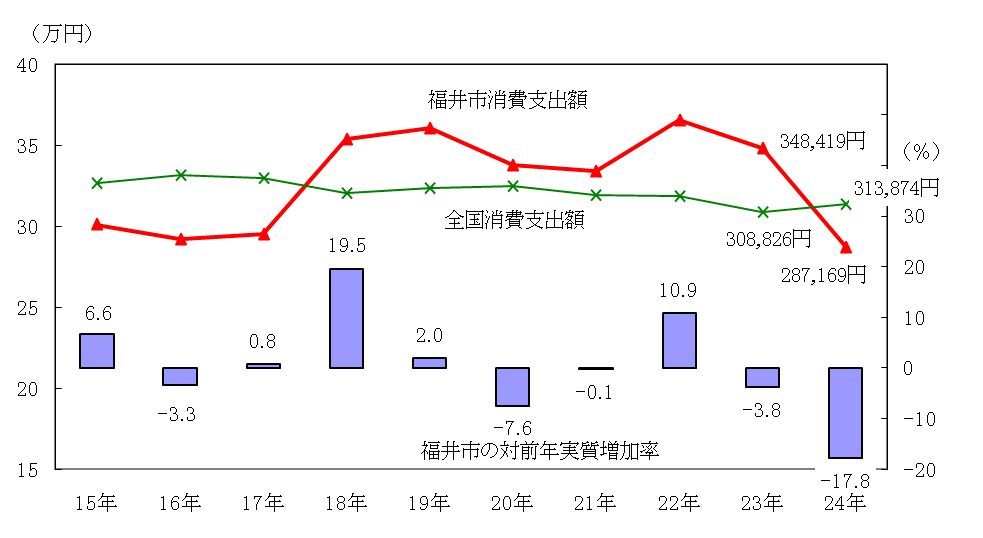 （万円）
40
福井市消費支出額
35
348,419円
（%）
313,874円
全国消費支出額
30
30
308,826円
19.5
287,169円
20
10.9
25
6.6
10
2.0
0.8
0
20
-0.1
-3.3
-3.8
-10
-7.6
福井市の対前年実質増加率
15
-20
-17.8
15年 16年 17年 18年 19年 20年 21年 22年 23年 24年